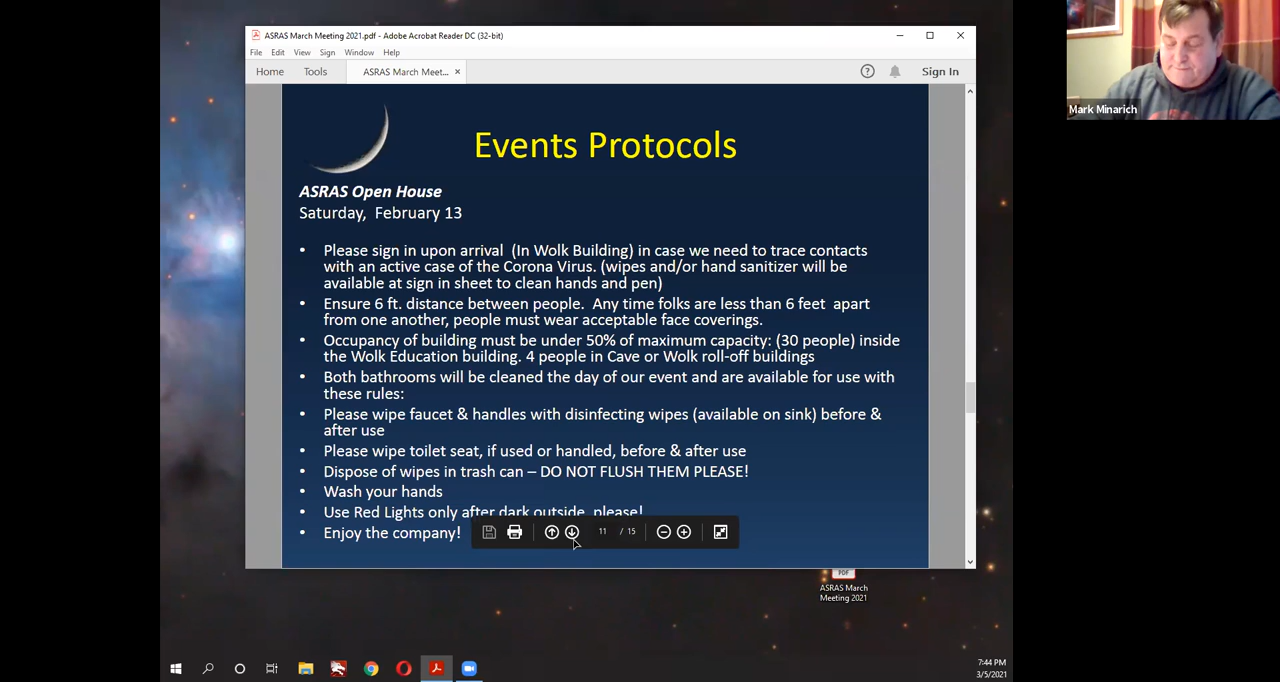 ASRAS March Meeting 2021.pdf - Adobe Acrobat Reader DC (32-bit)
File Edit View Sign Window Help
Home Tools ASRAS March Meet... × Sign In
Mark Minarich
Events Protocols
ASRAS Open House
Saturday, February 13
• Please sign in upon arrival (In Wolk Building) in case we need to trace contacts
with an active case of the Corona Virus. (wipes and/or hand sanitizer will be
available at sign in sheet to clean hands and pen)
• Ensure 6 ft. distance between people. Any time folks are less than 6 feet apart
from one another, people must wear acceptable face coverings.
• Occupancy of building must be under 50% of maximum capacity: (30 people) inside
the Wolk Education building. 4 people in Cave or Wolk roll-off buildings
• Both bathrooms will be cleaned the day of our event and are available for use with
these rules:
• Please wipe faucet & handles with disinfecting wipes (available on sink) before &
after use
• Please wipe toilet seat, if used or handled, before & after use
• Dispose of wipes in trash can – DO NOT FLUSH THEM PLEASE!
• Wash your hands
• Use Red Lights only after dark outside, please!
• Enjoy the company!
11 / 15
PDF
ASRAS March
Meeting 2021
7:44 PM
3/5/2021